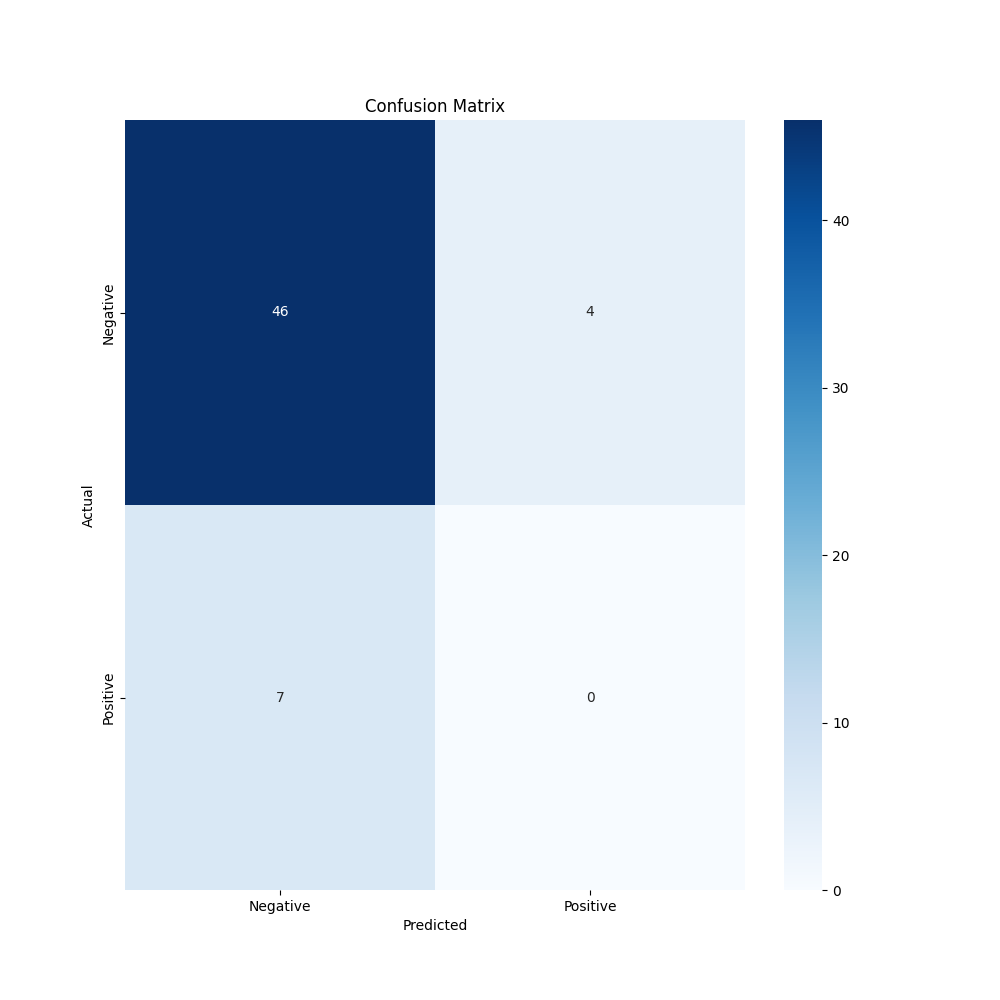 Confusion Matrix
Actual
Negative
46
4
Positive
7
0
Negative
Positive
Predicted
40
30
20
10
0